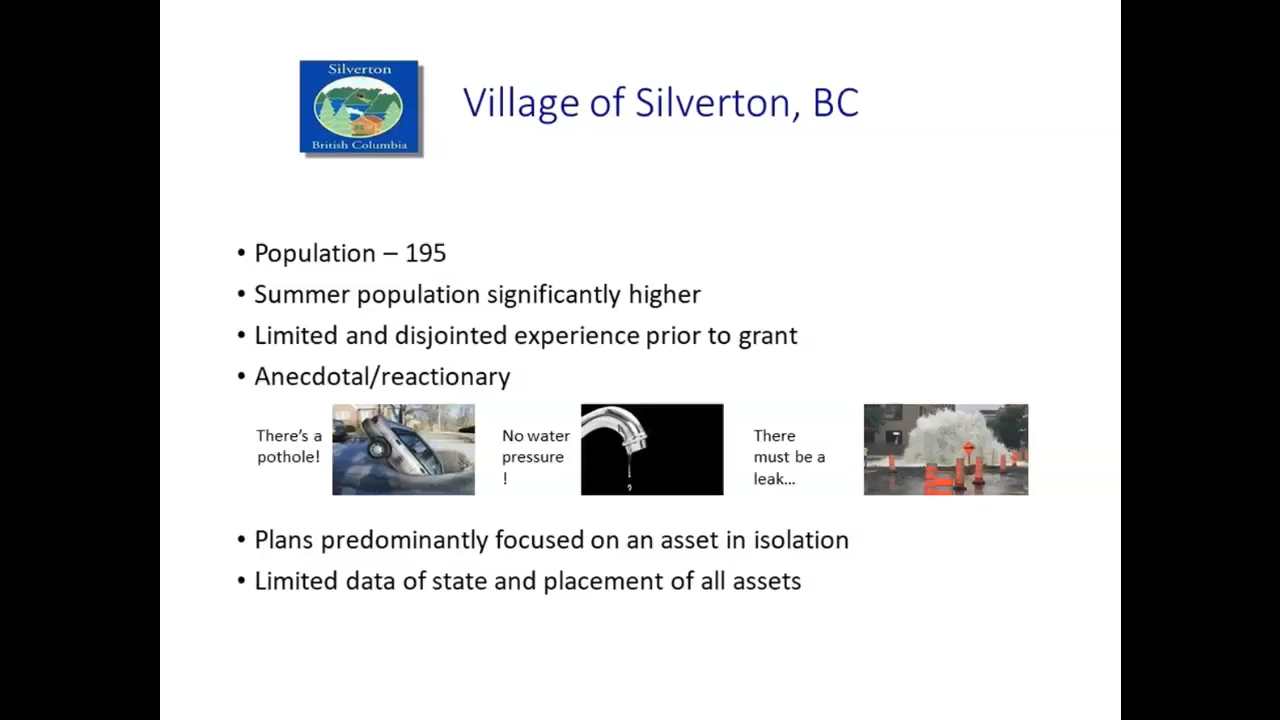 Silverton
British Columbia
Village of Silverton, BC
• Population – 195
• Summer population significantly higher
• Limited and disjointed experience prior to grant
• Anecdotal/reactionary
There's a
pothole!
No water
pressure
!
There
must be a
leak...
• Plans predominantly focused on an asset in isolation
• Limited data of state and placement of all assets